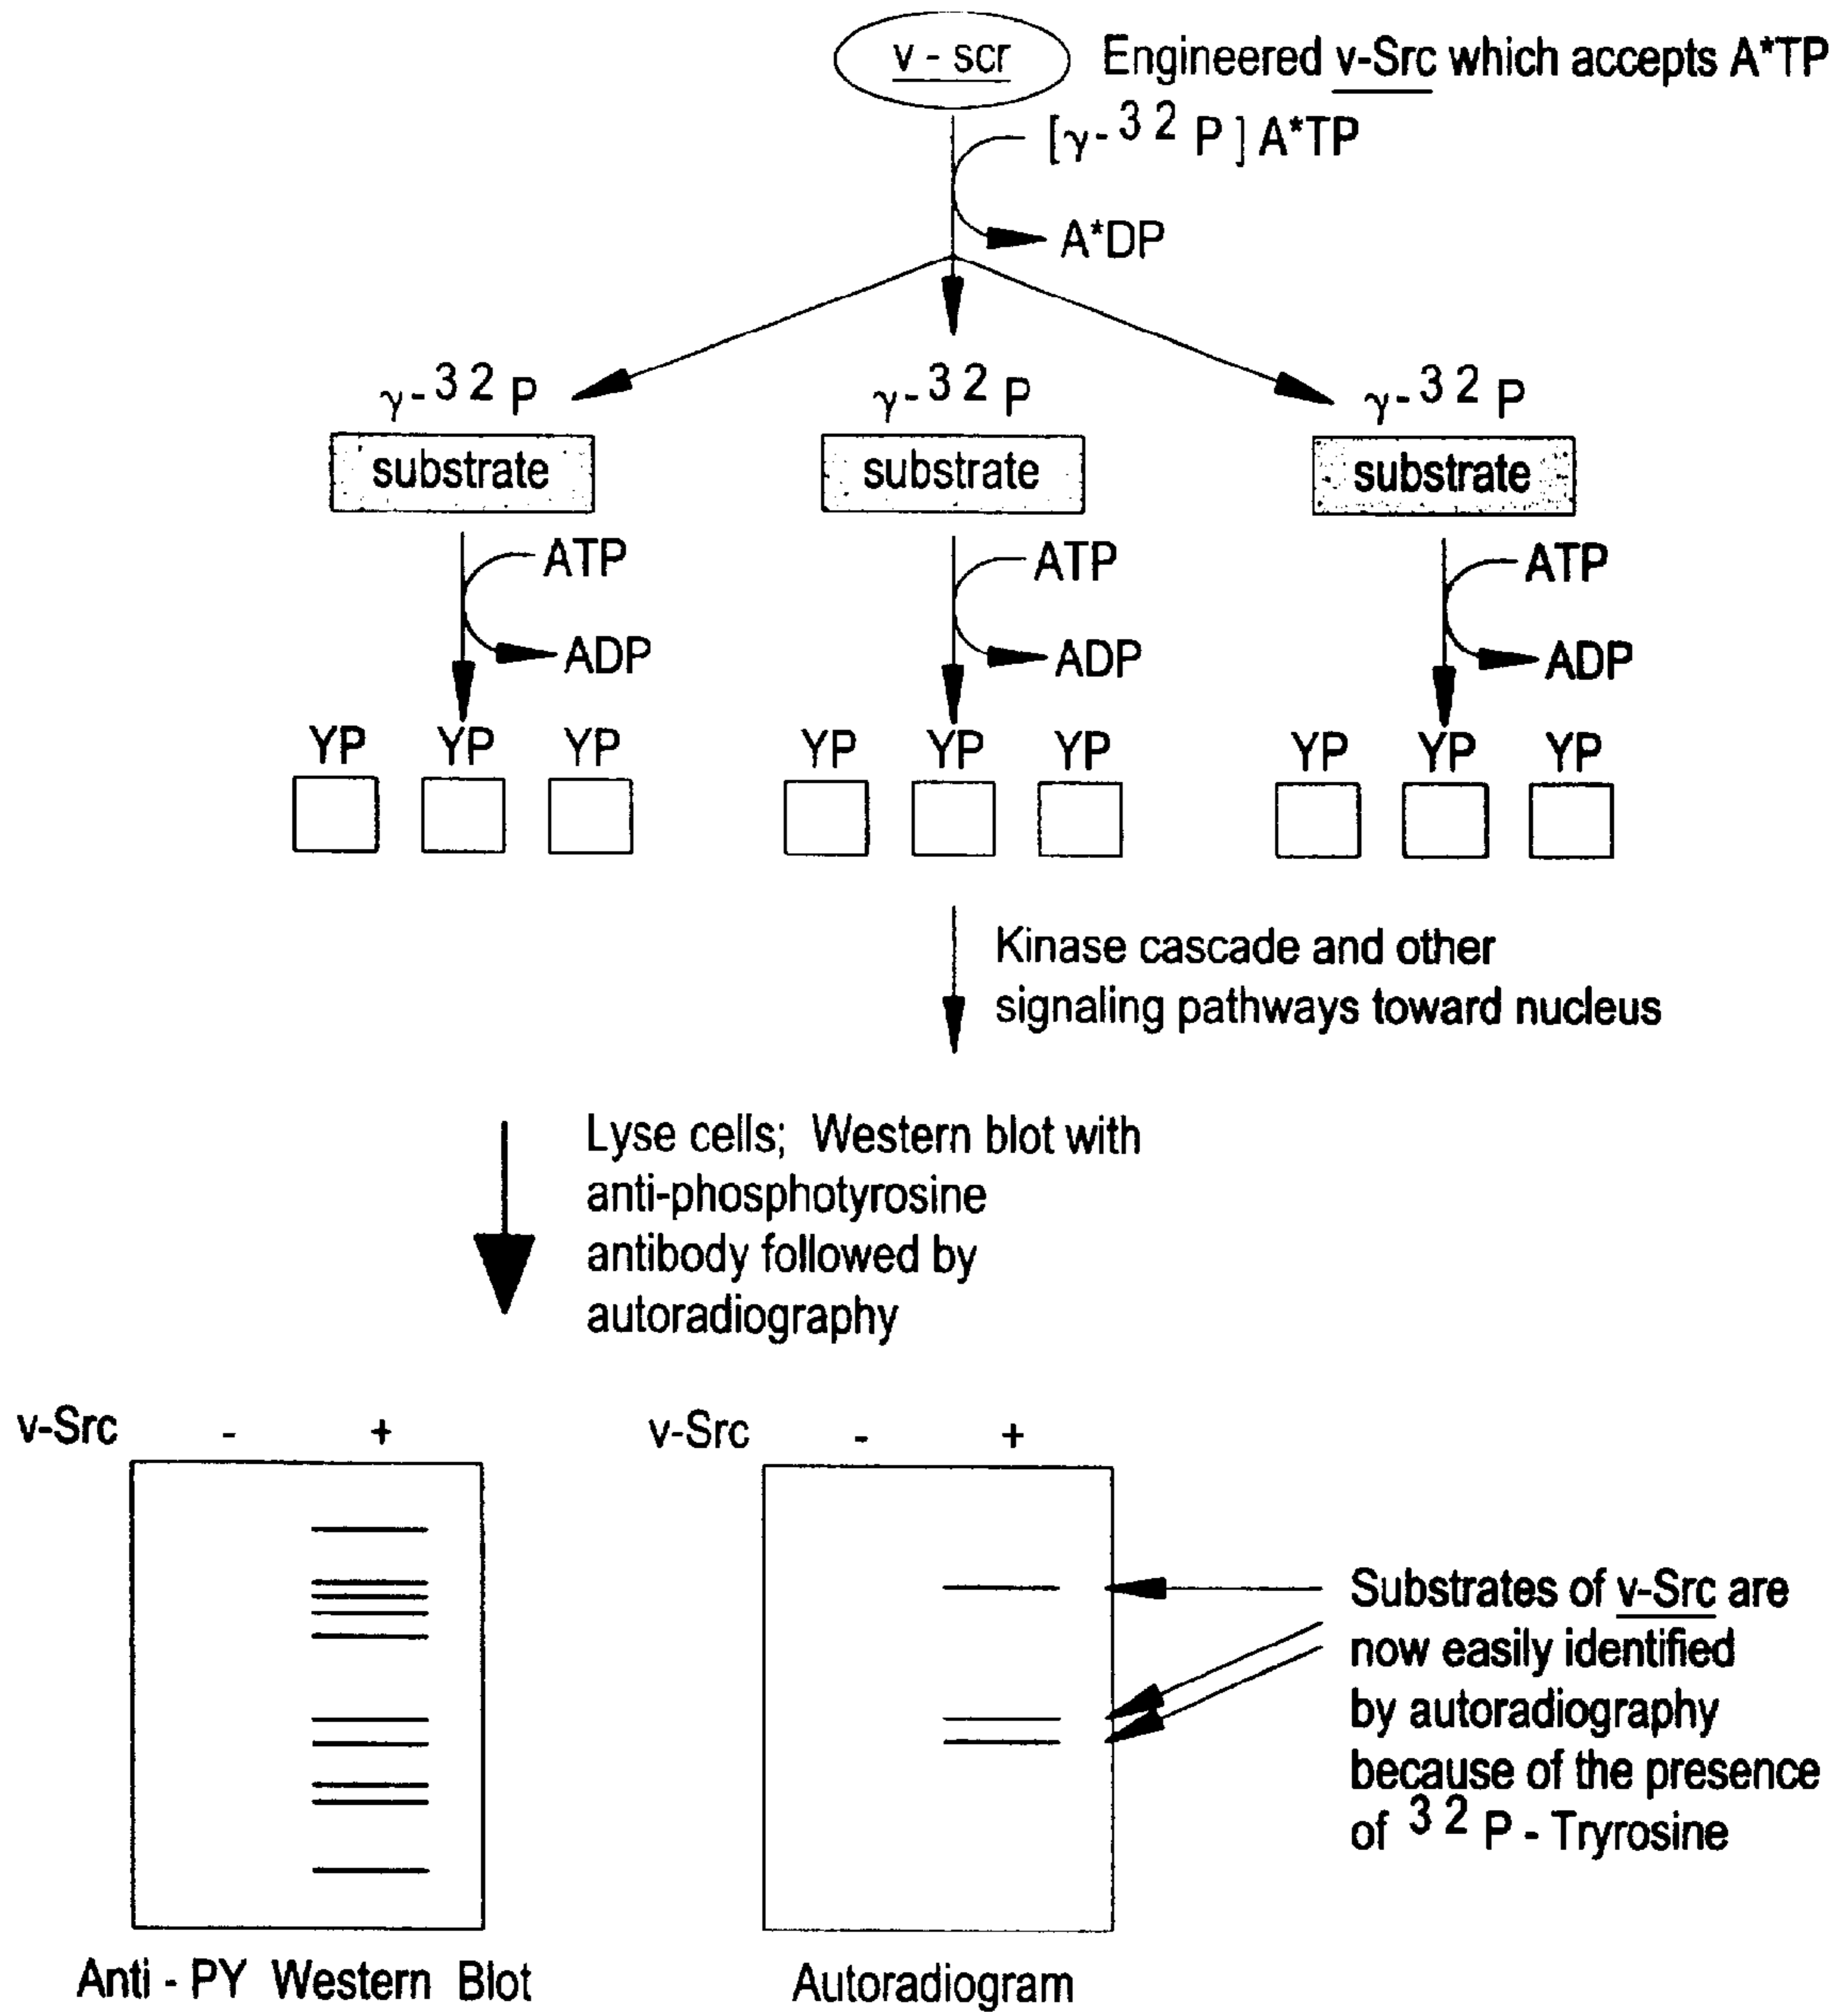 v - scr
Engineered v-Src which accepts A*TP
[γ-32 P ] A*TP
A*DP
γ-32 P
γ-32 P
γ-32 P
substrate
substrate
substrate
ATP
ATP
ATP
ADP
ADP
ADP
YP YP YP
YP YP YP
YP YP YP
Kinase cascade and other
signaling pathways toward nucleus
Lyse cells; Western blot with
anti-phosphotyrosine
antibody followed by
autoradiography
v-Src - +
v-Src - +
Substrates of v-Src are
now easily identified
by autoradiography
because of the presence
of 32 P - Tryrosine
Anti - PY Western Blot
Autoradiogram